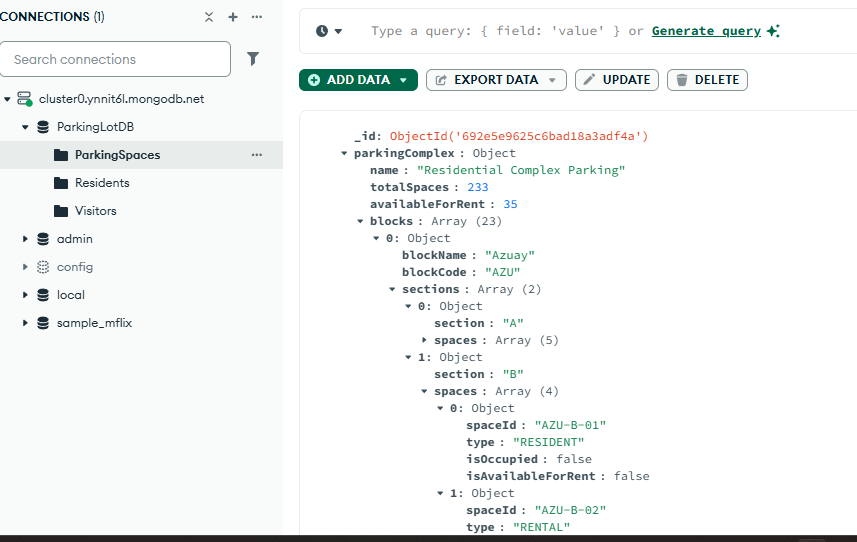 CONNECTIONS (1)
Search connections
cluster0.ynnit6l.mongodb.net
ParkingLotDB
ParkingSpaces
Residents
Visitors
admin
config
local
sample_mflix
Type a query: { field: 'value' } or Generate query
ADD DATA
EXPORT DATA
UPDATE
DELETE
_id: ObjectId('692e5e9625c6bad18a3adf4a')
parkingComplex : Object
name : "Residential Complex Parking"
totalSpaces : 233
availableForRent : 35
blocks : Array (23)
0: Object
blockName : "Azuay"
blockCode : "AZU"
sections : Array (2)
0: Object
section : "A"
spaces : Array (5)
1: Object
section : "B"
spaces : Array (4)
0: Object
spaceId : "AZU-B-01"
type : "RESIDENT"
isOccupied : false
isAvailableForRent : false
1: Object
spaceId : "AZU-B-02"
type : "RENTAL"